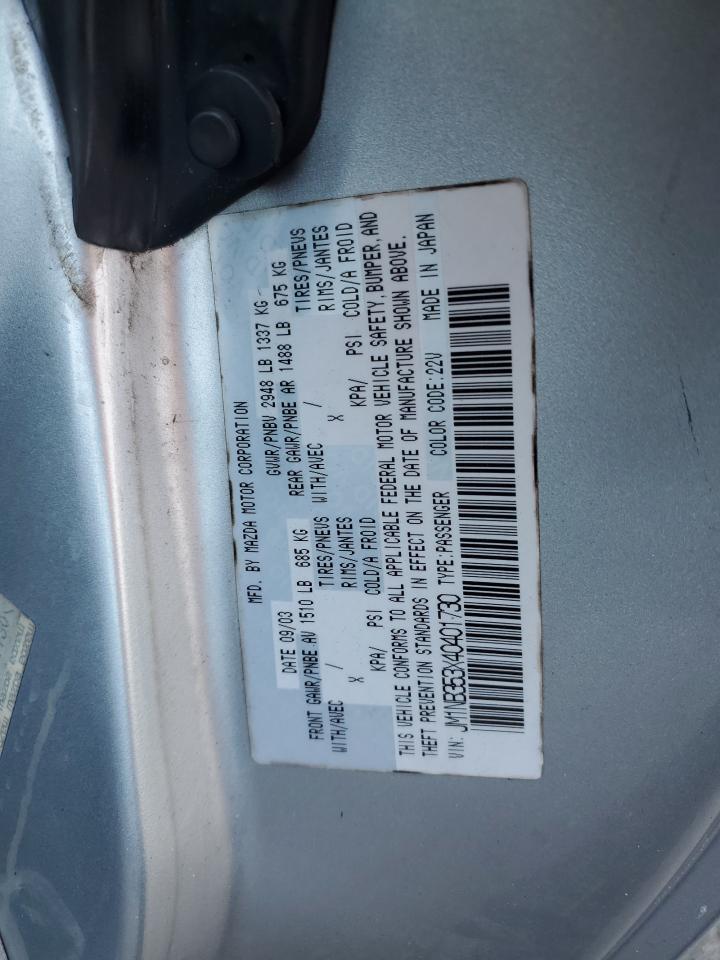 MFD. BY MAZDA MOTOR CORPORATION
DATE 09/03 GVWR/PNBV 2948 LB 1337 KG
FRONT GAWR/PNBE AV 1510 LB 685 KG REAR GAWR/PNBE AR 1488 LB 675 KG
WITH/AVEC / TIRES/PNEUS WITH/AVEC / TIRES/PNEUS
X RIMS/JANTES X RIMS/JANTES
KPA/ PSI COLD/A FROID KPA/ PSI COLD/A FROID
THIS VEHICLE CONFORMS TO ALL APPLICABLE FEDERAL MOTOR VEHICLE SAFETY, BUMPER, AND
THEFT PREVENTION STANDARDS IN EFFECT ON THE DATE OF MANUFACTURE SHOWN ABOVE.
VIN: JM1NB353X40401730 TYPE:PASSENGER COLOR CODE:22V MADE IN JAPAN